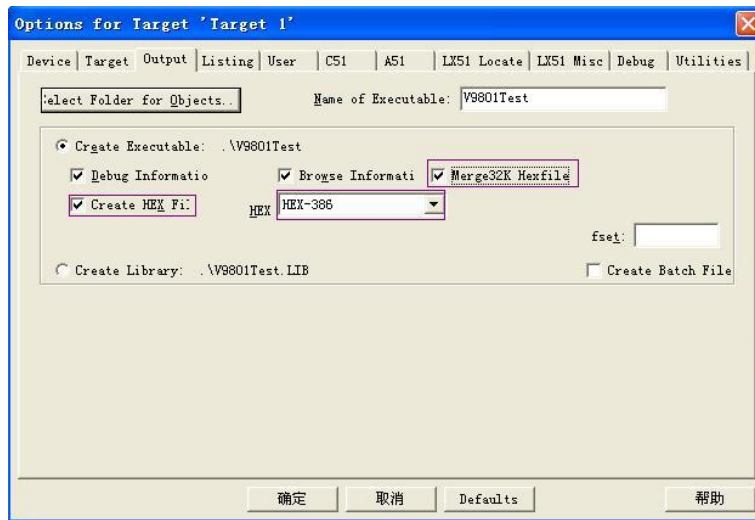 Options for Target 'Target 1'
Device Target Output Listing User C51 A51 LX51 Locate LX51 Misc Debug Utilities
elect Folder for Objects.. Name of Executable: V9801Test
Create Executable: .\V9801Test
Debug Informatio Browse Informati Merge32K Hexfile
Create HEX Fi: HEX HEX-386
fset:
Create Library: .\V9801Test.LIB Create Batch File
确定 取消 Defaults 帮助